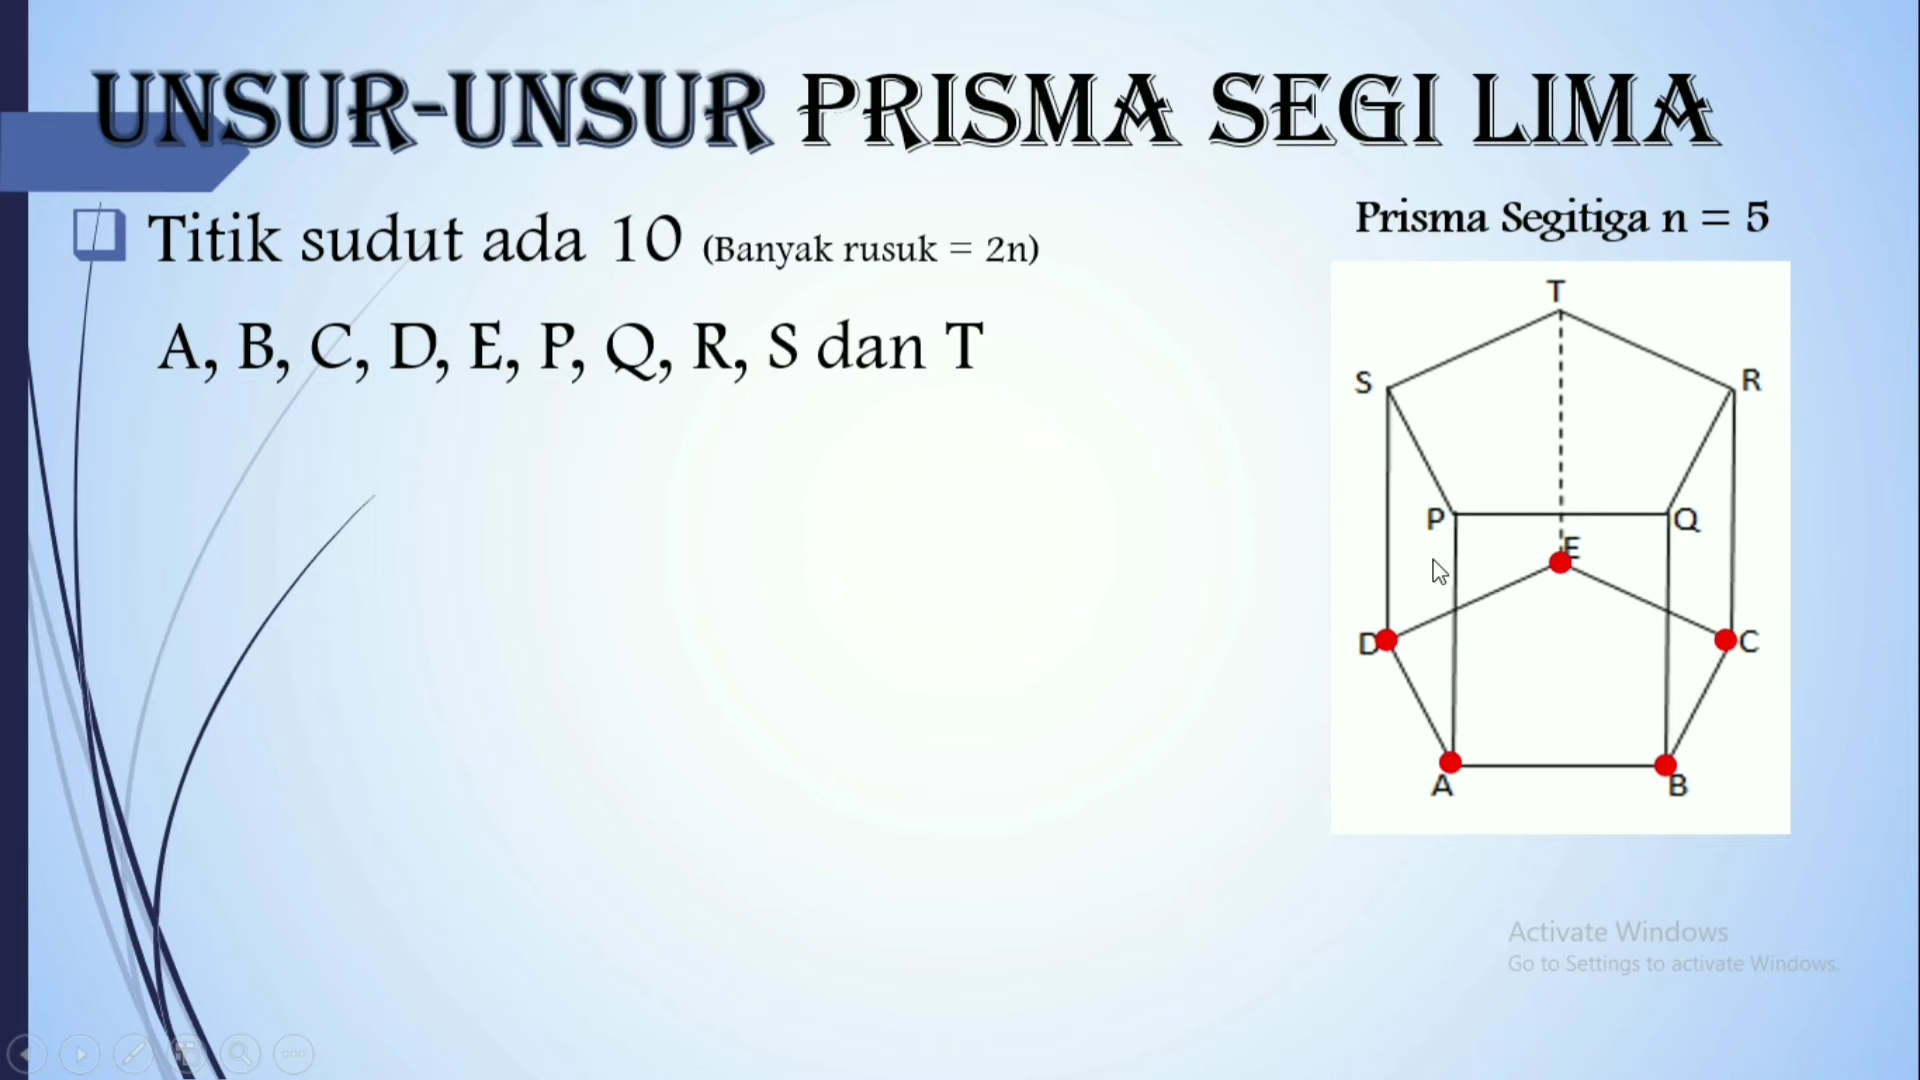 UNSUR-UNSUR PRISMA SEGI LIMA
Titik sudut ada 10 (Banyak rusuk = 2n)
A, B, C, D, E, P, Q, R, S dan T
Prisma Segitiga n = 5
T
S
R
P
Q
E
D
C
A
B
Activate Windows
Go to Settings to activate Windows.